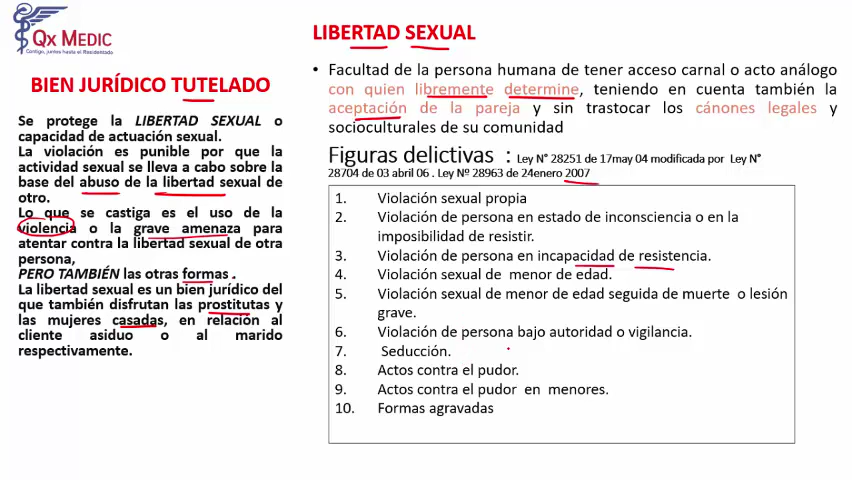 Qx MEDIC
Contigo, juntos hasta el Residentado
BIEN JURÍDICO TUTELADO
Se protege la LIBERTAD SEXUAL o
capacidad de actuación sexual.
La violación es punible por que la
actividad sexual se lleva a cabo sobre la
base del abuso de la libertad sexual de
otro.
Lo que se castiga es el uso de la
violencia o la grave amenaza para
atentar contra la libertad sexual de otra
persona,
PERO TAMBIÉN las otras formas .
La libertad sexual es un bien jurídico del
que también disfrutan las prostitutas y
las mujeres casadas, en relación al
cliente asiduo o al marido
respectivamente.
LIBERTAD SEXUAL
• Facultad de la persona humana de tener acceso carnal o acto análogo
con quien libremente determine, teniendo en cuenta también la
aceptación de la pareja y sin trastocar los cánones legales y
socioculturales de su comunidad
Figuras delictivas : Ley N° 28251 de 17may 04 modificada por Ley N°
28704 de 03 abril 06 . Ley Nº 28963 de 24enero 2007
1. Violación sexual propia
2. Violación de persona en estado de inconsciencia o en la
imposibilidad de resistir.
3. Violación de persona en incapacidad de resistencia.
4. Violación sexual de menor de edad.
5. Violación sexual de menor de edad seguida de muerte o lesión
grave.
6. Violación de persona bajo autoridad o vigilancia.
7. Seducción.
8. Actos contra el pudor.
9. Actos contra el pudor en menores.
10. Formas agravadas